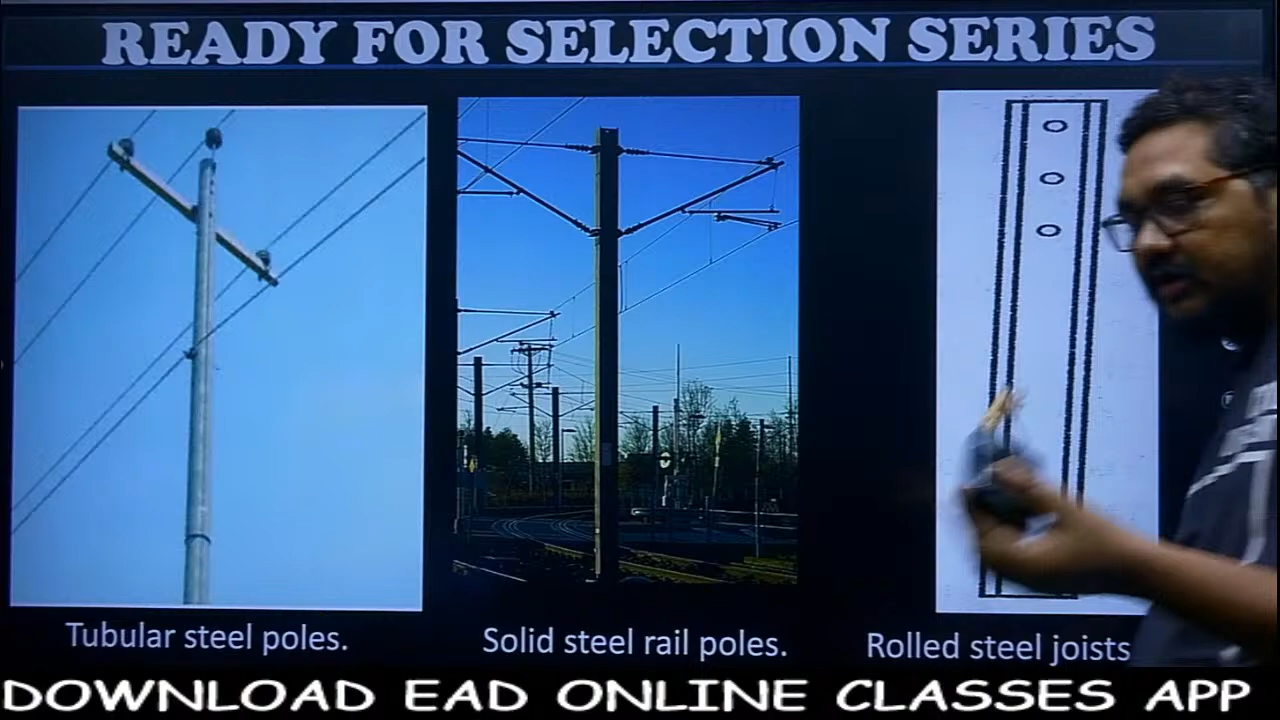 READY FOR SELECTION SERIES
Tubular steel poles.
Solid steel rail poles.
Rolled steel joists
DOWNLOAD EAD ONLINE CLASSES APP